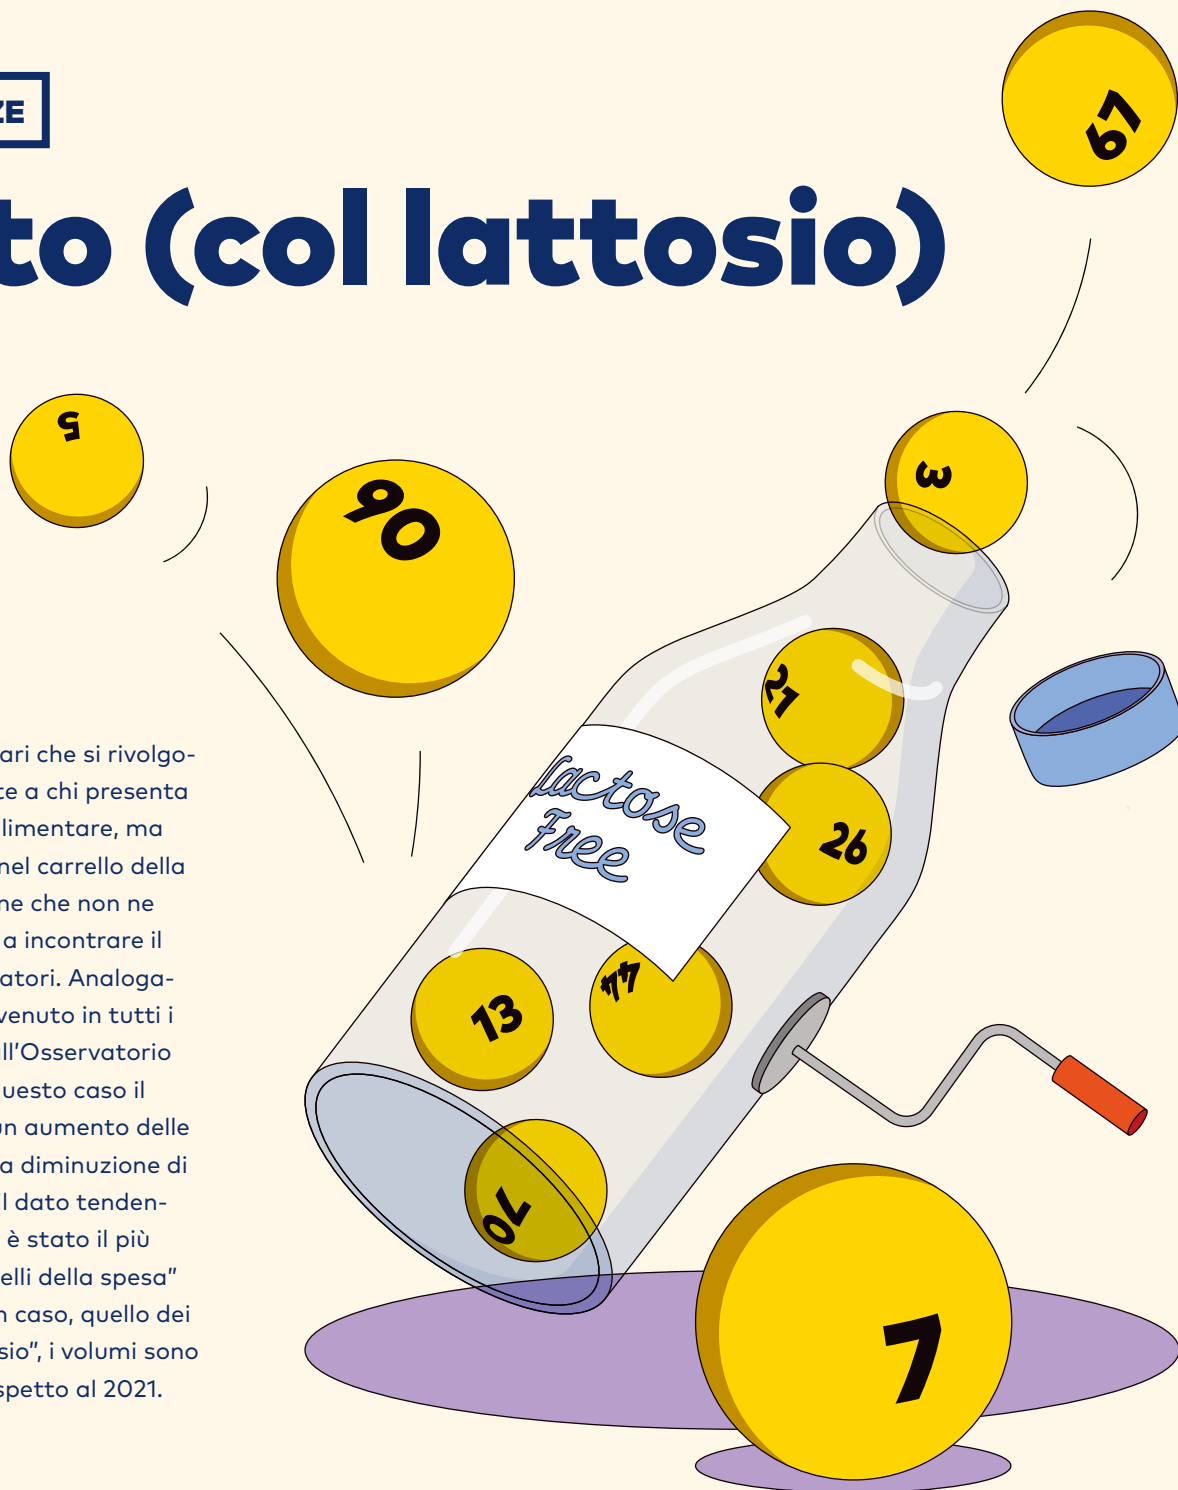 ZE
to (col lattosio)
67
5
90
3
21
26
Lactose
Free
13
44
70
7
ari che si rivolgo-
te a chi presenta
limentare, ma
nel carrello della
ne che non ne
a incontrare il
atori. Analoga-
venuto in tutti i
ll'Osservatorio
uesto caso il
un aumento delle
a diminuzione di
il dato tenden-
è stato il più
elli della spesa"
n caso, quello dei
sio", i volumi sono
spetto al 2021.